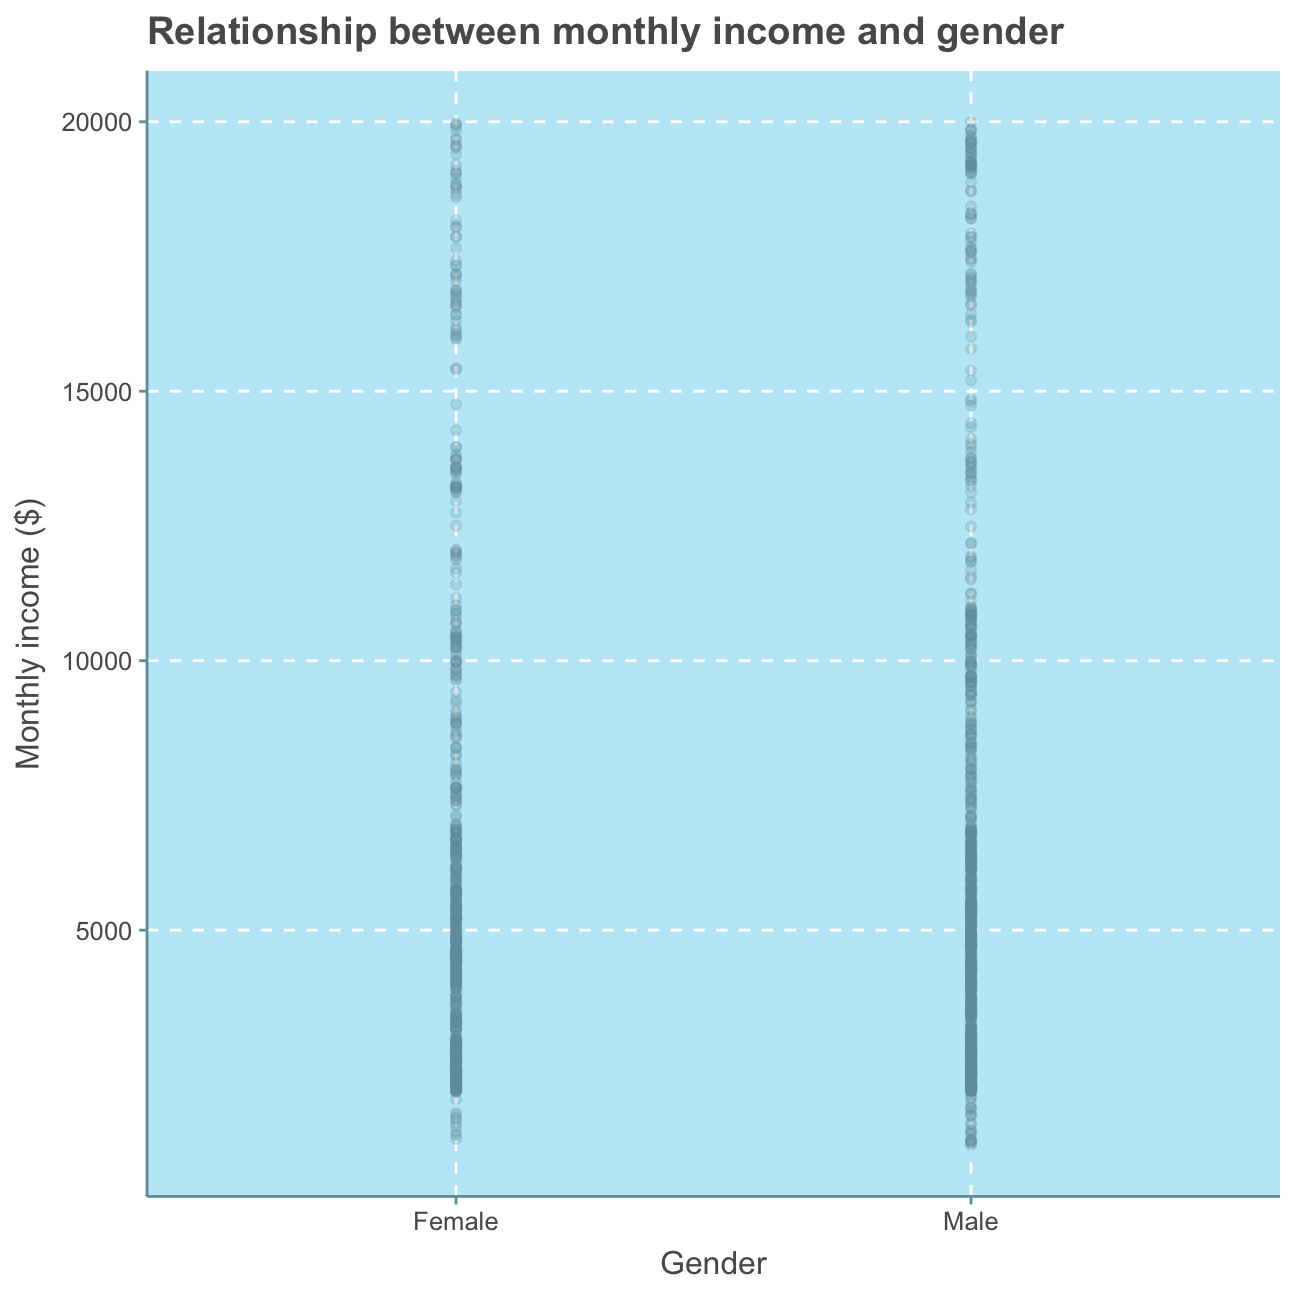 Relationship between monthly income and gender
20000
15000
10000
5000
Monthly income ($)
Female
Male
Gender